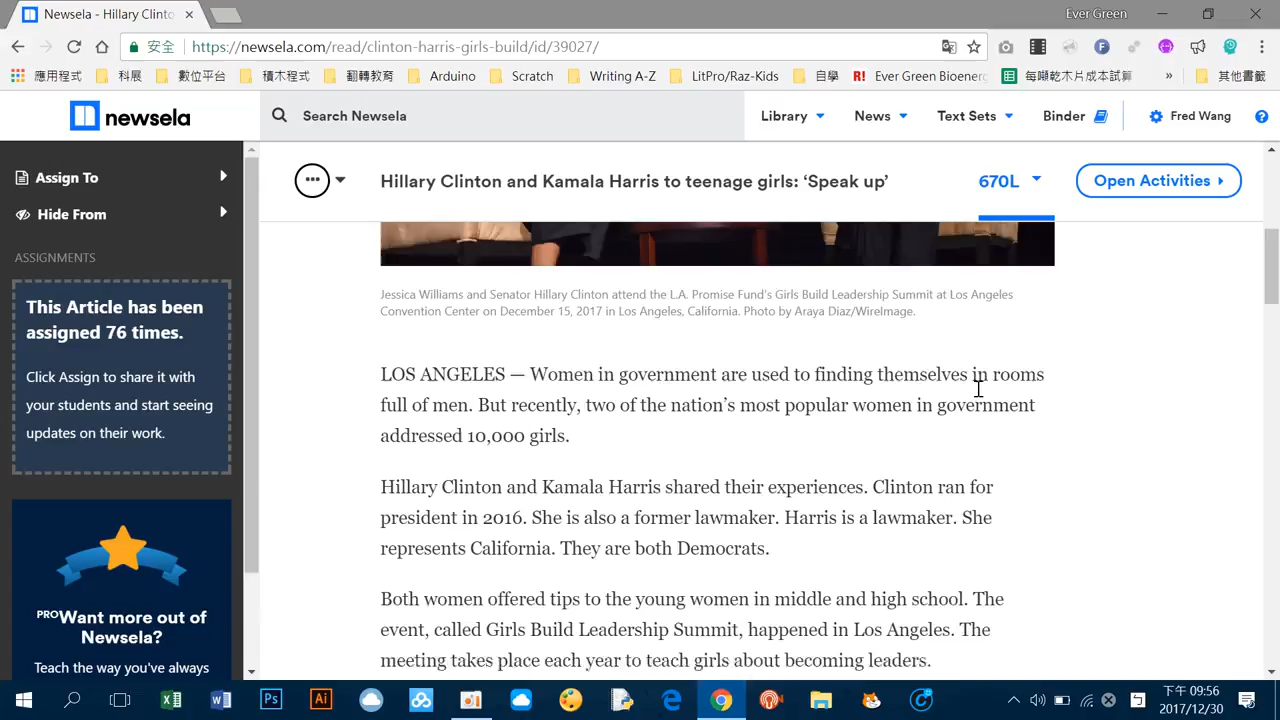 Newsela - Hillary Clinto
Ever Green
安全
https://newsela.com/read/clinton-harris-girls-build/id/39027/
應用程式 科展 數位平台 積木程式 翻轉教育 Arduino Scratch Writing A-Z LitPro/Raz-Kids 自學 R! Ever Green Bioenerg 每噸乾木片成本試算 » 其他書籤
newsela
Search Newsela
Library News Text Sets Binder Fred Wang ?
Assign To
Hide From
ASSIGNMENTS
This Article has been
assigned 76 times.
Click Assign to share it with
your students and start seeing
updates on their work.
PROWant more out of
Newsela?
Teach the way you've always
Hillary Clinton and Kamala Harris to teenage girls: ‘Speak up’
670L
Open Activities
Jessica Williams and Senator Hillary Clinton attend the L.A. Promise Fund's Girls Build Leadership Summit at Los Angeles
Convention Center on December 15, 2017 in Los Angeles, California. Photo by Araya Diaz/WireImage.
LOS ANGELES — Women in government are used to finding themselves in rooms
full of men. But recently, two of the nation’s most popular women in government
addressed 10,000 girls.
Hillary Clinton and Kamala Harris shared their experiences. Clinton ran for
president in 2016. She is also a former lawmaker. Harris is a lawmaker. She
represents California. They are both Democrats.
Both women offered tips to the young women in middle and high school. The
event, called Girls Build Leadership Summit, happened in Los Angeles. The
meeting takes place each year to teach girls about becoming leaders.
Ps Ai
下午 09:56
2017/12/30